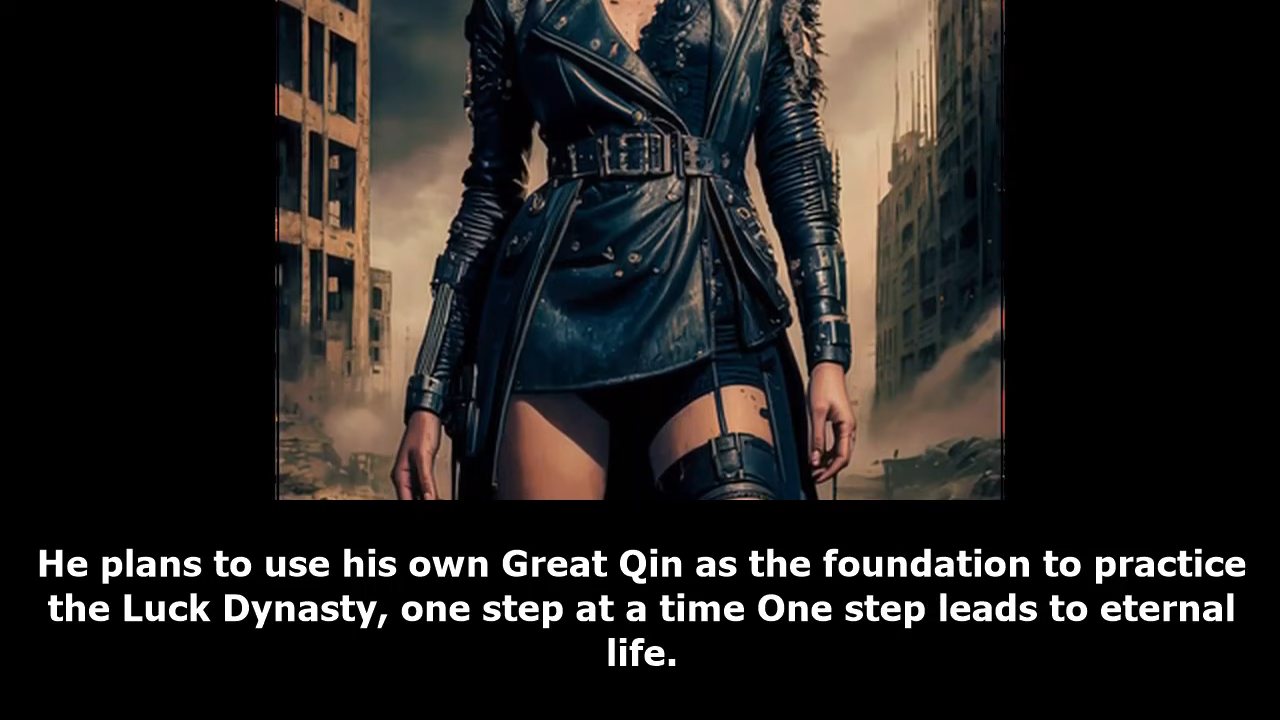 He plans to use his own Great Qin as the foundation to practice
the Luck Dynasty, one step at a time One step leads to eternal
life.